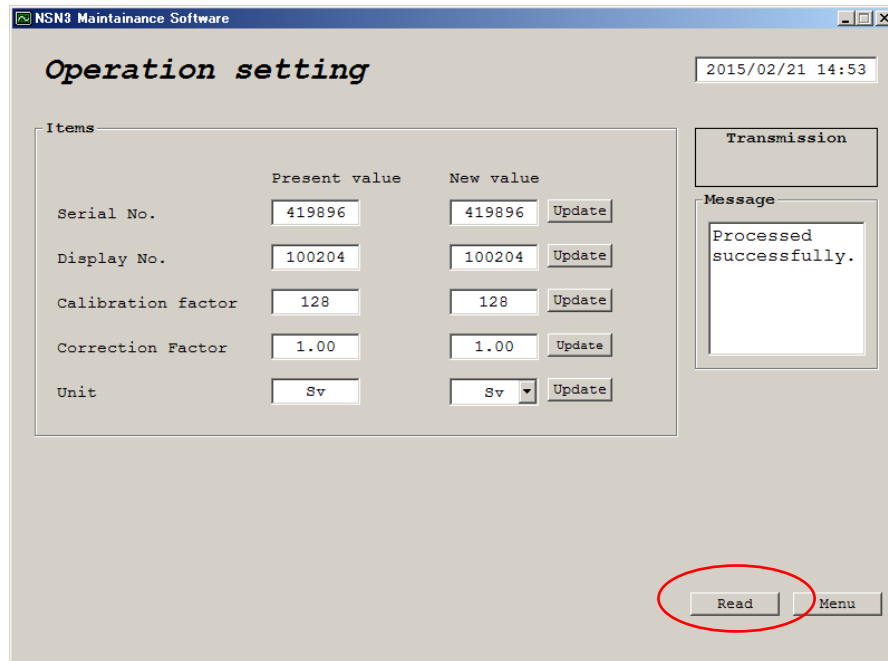 NSN3 Maintainance Software
Operation setting
2015/02/21 14:53
Items
Transmission
Present value New value
Message
Serial No. 419896 419896 Update
Processed
successfully.
Display No. 100204 100204 Update
Calibration factor 128 128 Update
Correction Factor 1.00 1.00 Update
Unit Sv Sv Update
Read Menu